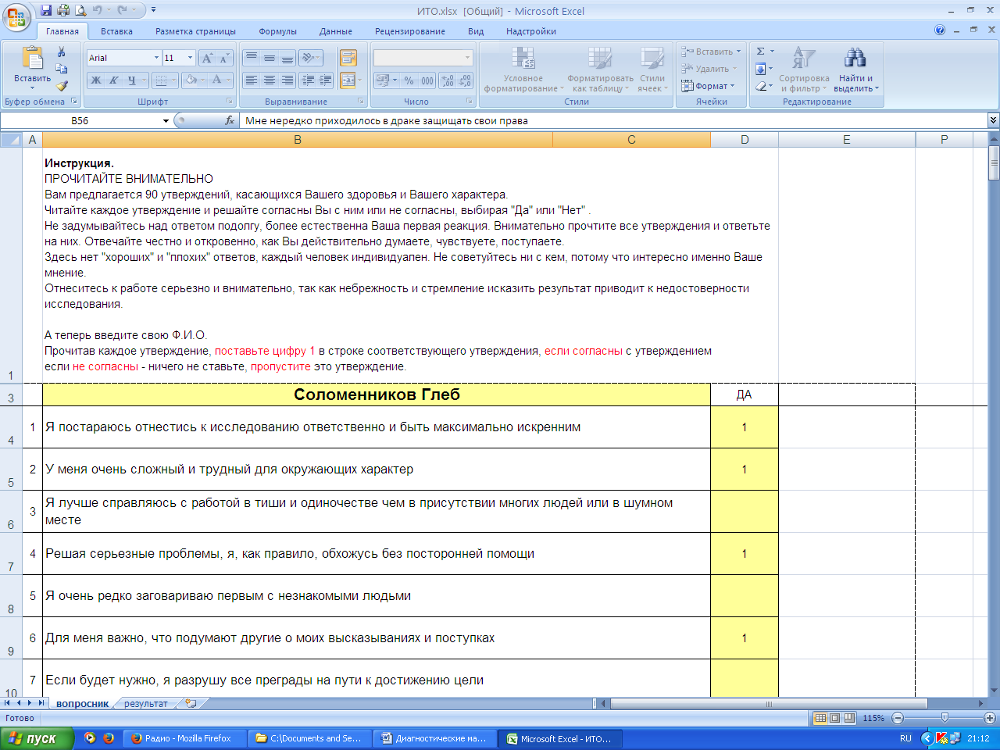 ИТО.xlsx [Общий] - Microsoft Excel
Главная Вставка Разметка страницы Формулы Данные Рецензирование Вид Надстройки
Вставить
Arial 11
Ж К Ч
% 000
Условное форматирование
Форматировать как таблицу
Стили ячеек
Вставить
Удалить
Формат
Сортировка и фильтр
Найти и выделить
Буфер обмена Шрифт Выравнивание Число Стили Ячейки Редактирование
B56 fx Мне нередко приходилось в драке защищать свои права
A B C D E P
Инструкция.
ПРОЧИТАЙТЕ ВНИМАТЕЛЬНО
Вам предлагается 90 утверждений, касающихся Вашего здоровья и Вашего характера.
Читайте каждое утверждение и решайте согласны Вы с ним или не согласны, выбирая "Да" или "Нет" .
Не задумывайтесь над ответом подолгу, более естественна Ваша первая реакция. Внимательно прочтите все утверждения и ответьте
на них. Отвечайте честно и откровенно, как Вы действительно думаете, чувствуете, поступаете.
Здесь нет "хороших" и "плохих" ответов, каждый человек индивидуален. Не советуйтесь ни с кем, потому что интересно именно Ваше
мнение.
Отнеситесь к работе серьезно и внимательно, так как небрежность и стремление исказить результат приводит к недостоверности
исследования.
А теперь введите свою Ф.И.О.
Прочитав каждое утверждение, поставьте цифру 1 в строке соответствующего утверждения, если согласны с утверждением
если не согласны - ничего не ставьте, пропустите это утверждение.
1
3 Соломенников Глеб ДА
4 1 Я постараюсь отнестись к исследованию ответственно и быть максимально искренним 1
5 2 У меня очень сложный и трудный для окружающих характер 1
6 3 Я лучше справляюсь с работой в тиши и одиночестве чем в присутствии многих людей или в шумном
месте
7 4 Решая серьезные проблемы, я, как правило, обхожусь без посторонней помощи 1
8 5 Я очень редко заговариваю первым с незнакомыми людьми
9 6 Для меня важно, что подумают другие о моих высказываниях и поступках 1
10 7 Если будет нужно, я разрушу все преграды на пути к достижению цели
вопросник результат
Готово 115%
пуск Радио - Mozilla Firefox C:\Documents and Se... Диагностические ма... Microsoft Excel - ИТО... RU 21:12